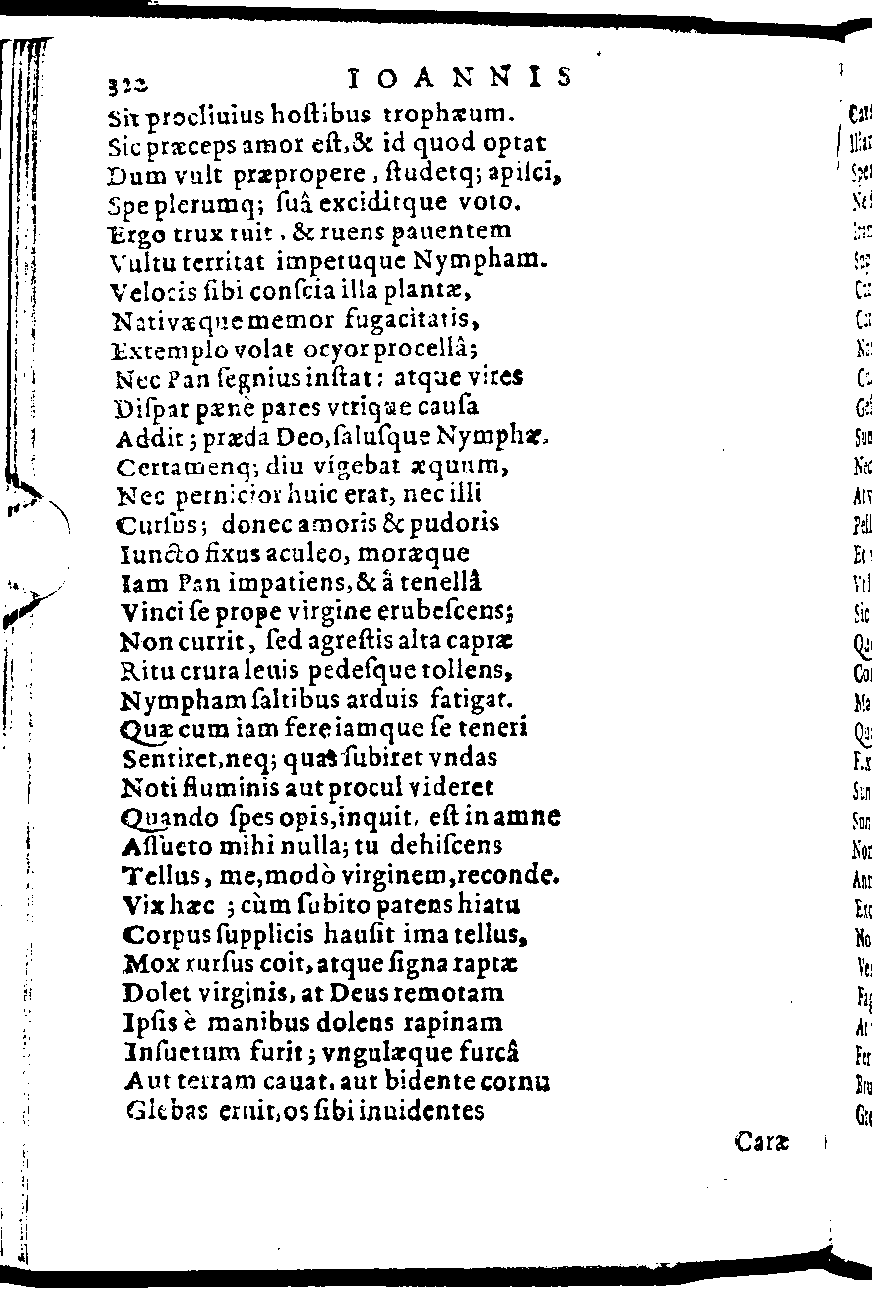 322 IOANNIS
Sit procliuius hoſtibus trophæum.
Sic præceps amor eſt,& id quod optat
Dum vult præpropere, ſtudetq; apiſci,
Spe plerumq; ſuâ exciditque voto.
Ergo trux ruit, & ruens pauentem
Vultu territat impetuque Nympham.
Velocis ſibi conſcia illa plantæ,
Nativæque memor fugacitatis,
Extemplo volat ocyor procellâ;
Nec Pan ſegnius inſtat: atque vires
Diſpar pænè pares vtrique cauſa
Addit; præda Deo,ſaluſque Nymphæ.
Certamenq; diu vigebat æquum,
Nec pernicior huic erat, nec illi
Curſus; donec amoris & pudoris
Iuncto fixus aculeo, moræque
Iam Pan impatiens,& â tenellâ
Vinci ſe prope virgine erubeſcens;
Non currit, ſed agreſtis alta capræ
Ritu crura leuis pedeſque tollens,
Nympham ſaltibus arduis fatigat.
Quæ cum iam fere iamque ſe teneri
Sentiret,neq; quas ſubiret vndas
Noti fluminis aut procul videret
Quando ſpes opis,inquit, eſt in amne
Aſſueto mihi nulla; tu dehiſcens
Tellus, me,modò virginem,reconde.
Vix hæc ; cùm ſubito patens hiatu
Corpus ſupplicis hauſit ima tellus,
Mox rurſus coit, atque ſigna raptæ
Dolet virginis, at Deus remotam
Ipſis è manibus dolens rapinam
Inſuetum furit; vngulæque furcâ
Aut terram cauat, aut bidente cornu
Glebas eruit,os ſibi inuidentes
Caræ